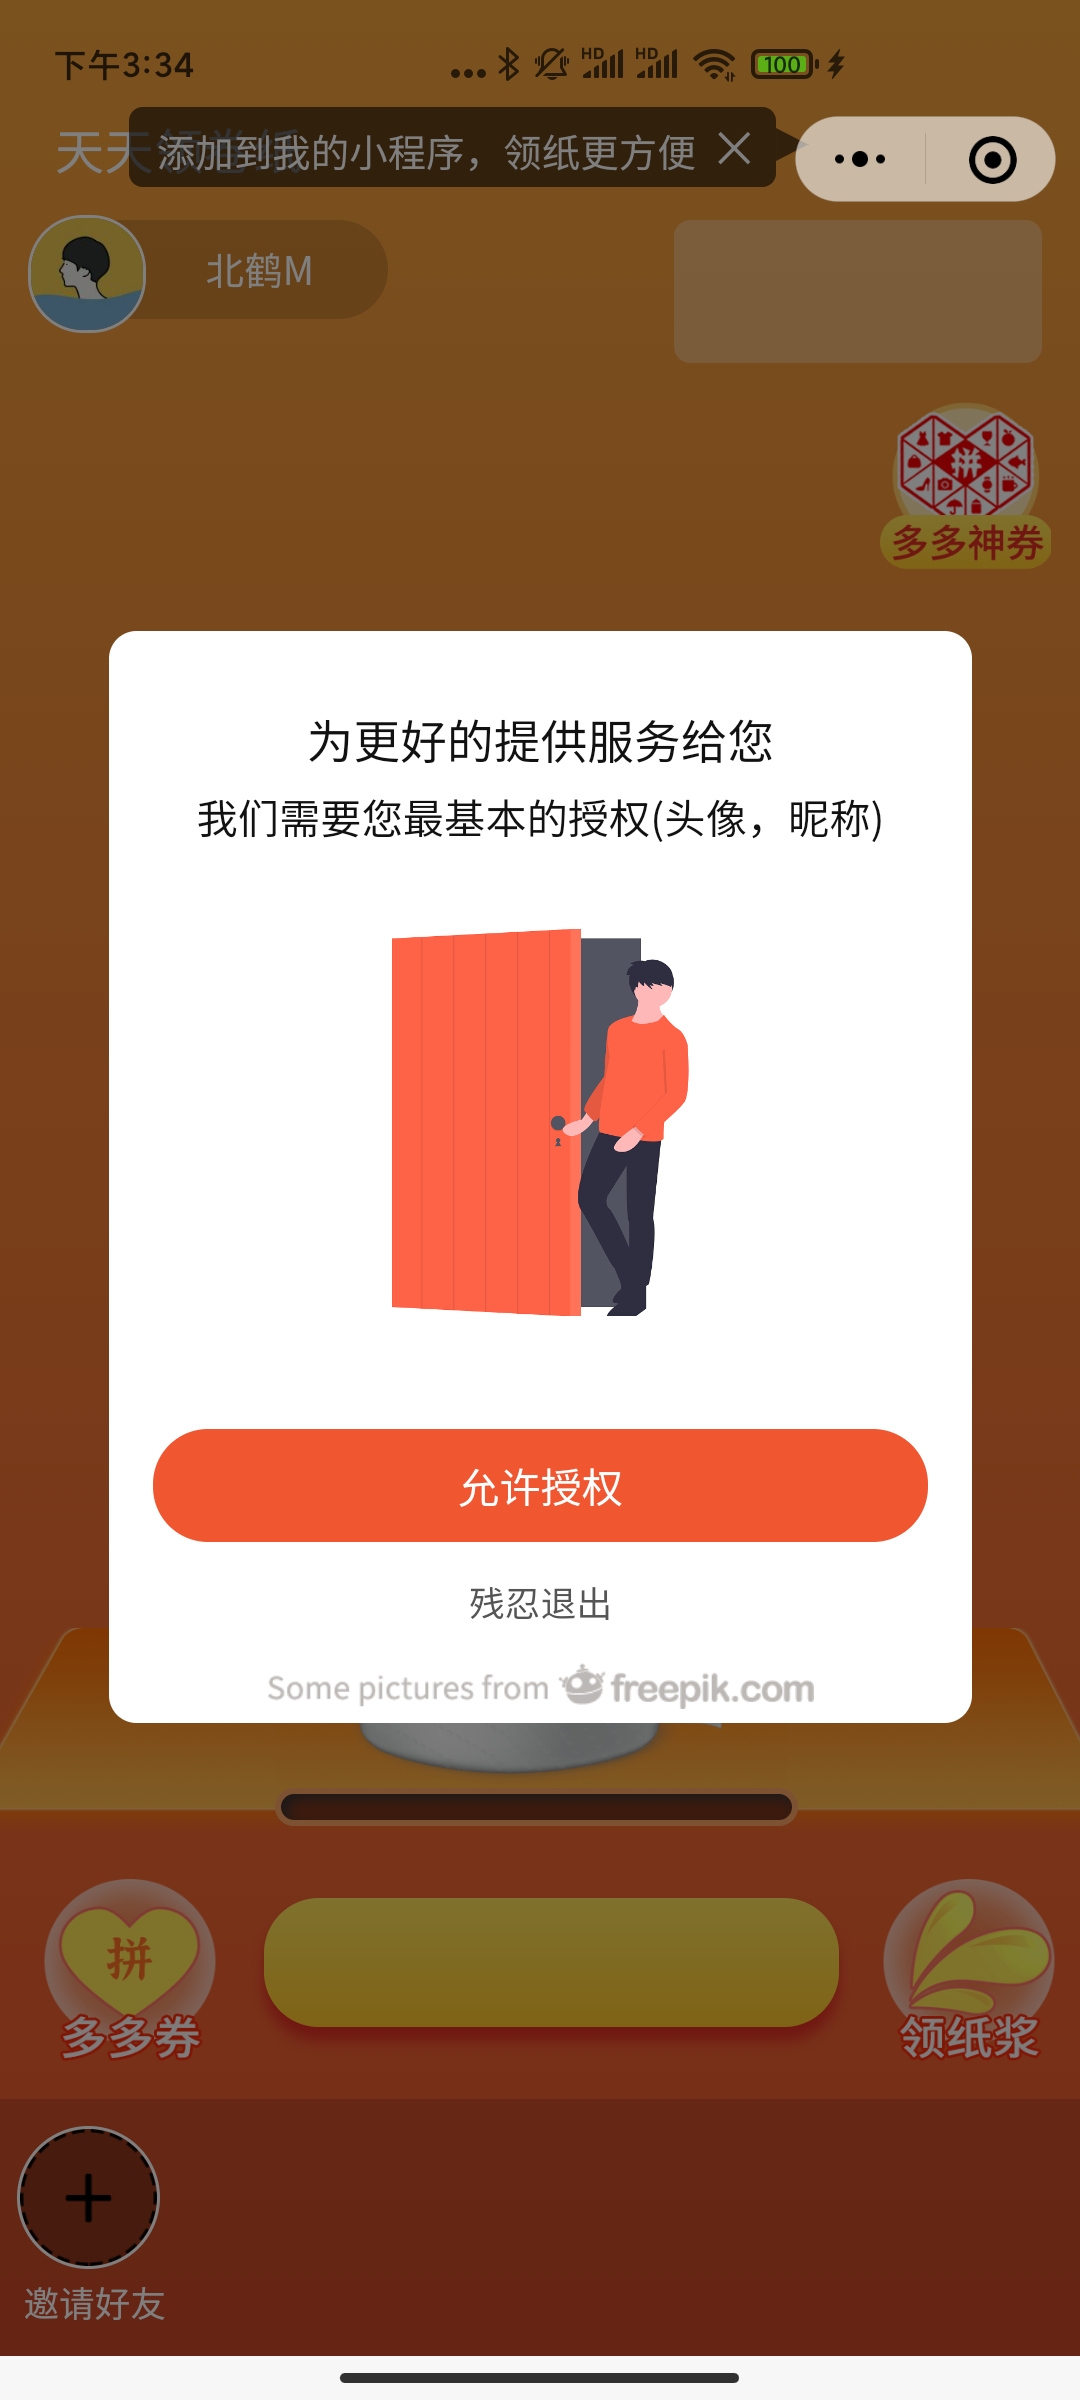 下午3:34
HD
HD
100
天天
添加到我的小程序，领纸更方便
北鹤M
拼
多多神券
为更好的提供服务给您
我们需要您最基本的授权(头像，昵称)
允许授权
残忍退出
Some pictures from freepik.com
拼
多多券
领纸浆
邀请好友